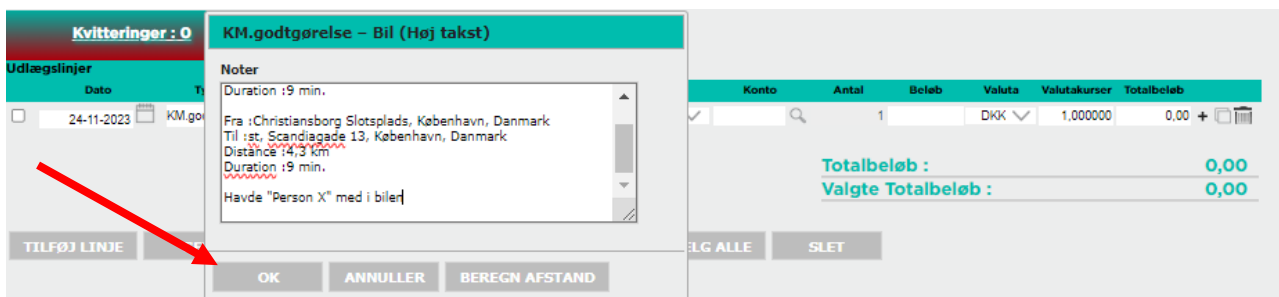 Kvitteringer : 0
KM.godtgørelse – Bil (Høj takst)
Udlægslinjer
Noter
Dato
Konto
Antal
Beløb
Valuta
Valutakurser
Totalbeløb
24-11-2023
1
DKK
1,000000
0,00
Duration :9 min.
Fra :Christiansborg Slotsplads, København, Danmark
Til :st, Scandiagade 13, København, Danmark
Distance :4,3 km
Duration :9 min.
Havde "Person X" med i bilen
Totalbeløb : 0,00
Valgte Totalbeløb : 0,00
TILFØJ LINJE
ALLE
SLET
OK
ANNULLER
BEREGN AFSTAND